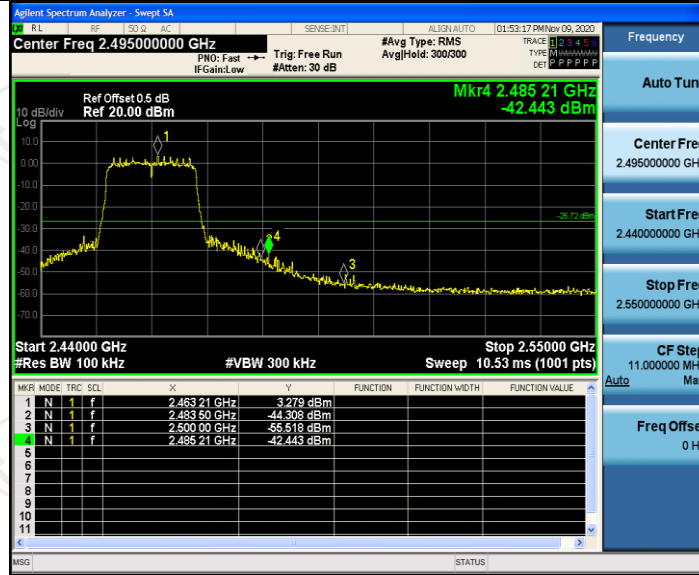 Agilent Spectrum Analyzer - Swept SA
RL RF 50 Ω AC SENSE:INT ALIGN AUTO 01:53:17 PM Nov 09, 2020
Center Freq 2.495000000 GHz
PNO: Fast
IFGain:Low
Trig: Free Run
#Atten: 30 dB
#Avg Type: RMS
Avg|Hold: 300/300
TRACE 1 2 3 4 5 6
TYPE M
DET P P P P P P
Ref Offset 0.5 dB
Ref 20.00 dBm
10 dB/div
Log
Mkr4 2.485 21 GHz
-42.443 dBm
10.0
0.00
-10.0
-20.0
-30.0
-40.0
-50.0
-60.0
-70.0
1
4
3
-26.72 dBm
Start 2.44000 GHz
Stop 2.55000 GHz
#Res BW 100 kHz
#VBW 300 kHz
Sweep 10.53 ms (1001 pts)
MKR MODE TRC SCL X Y FUNCTION FUNCTION WIDTH FUNCTION VALUE
1 N 1 f 2.463 21 GHz 3.279 dBm
2 N 1 f 2.483 50 GHz -44.308 dBm
3 N 1 f 2.500 00 GHz -55.518 dBm
4 N 1 f 2.485 21 GHz -42.443 dBm
5
6
7
8
9
10
11
MSG STATUS
Frequency
Auto Tun
Center Fre
2.495000000 GH
Start Fre
2.440000000 GH
Stop Fre
2.550000000 GH
CF Ste
11.000000 MH
Auto Ma
Freq Offse
0 H